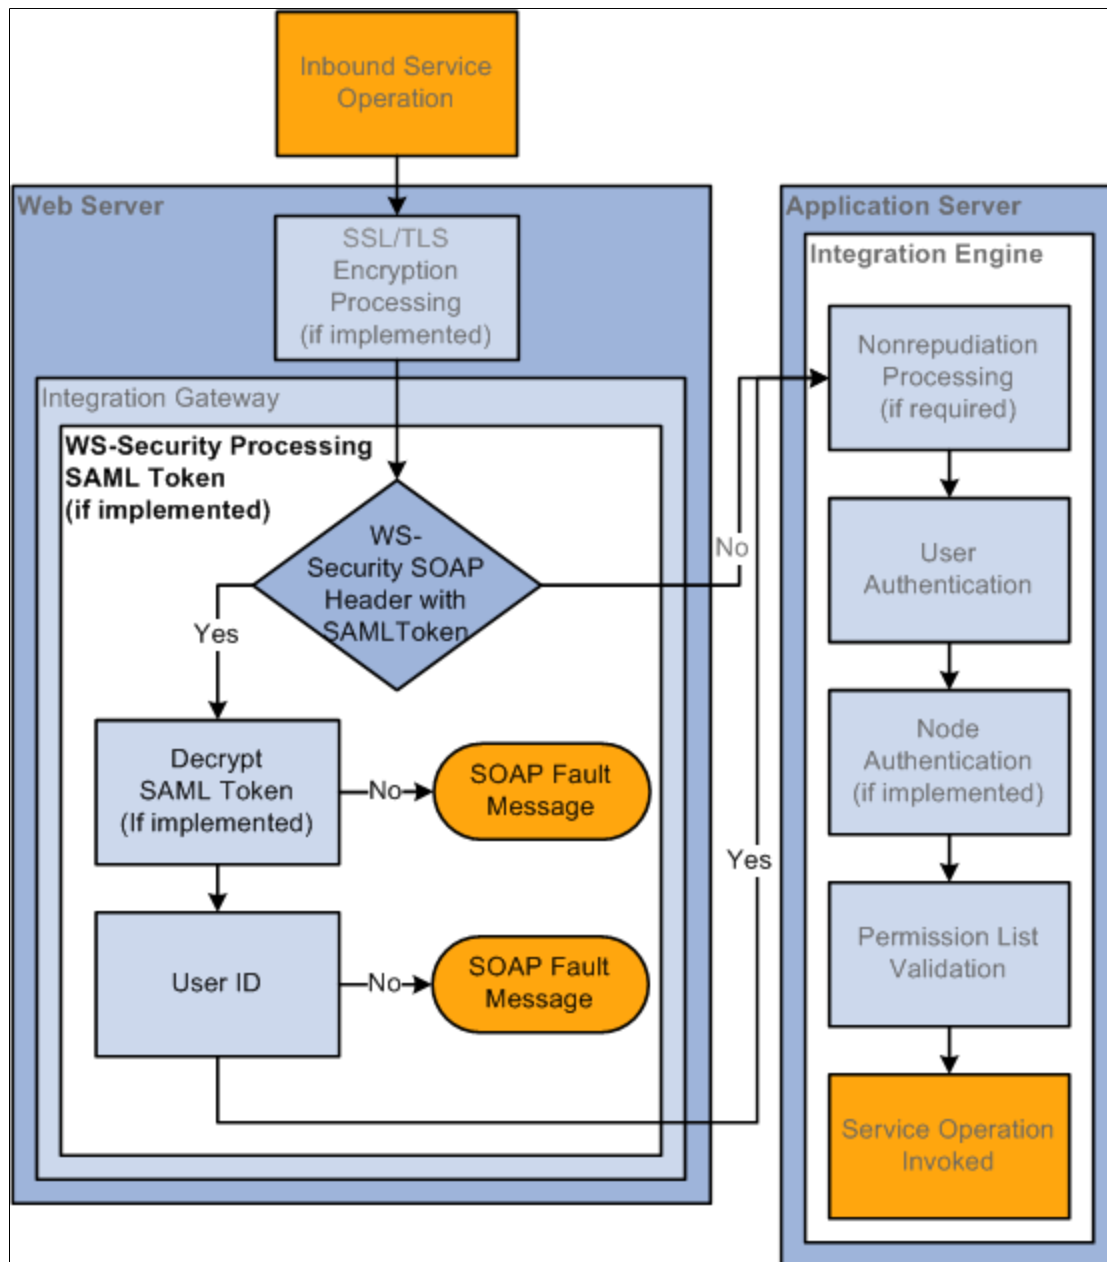 Inbound Service
Operation
Web Server
SSL/TLS
Encryption
Processing
(if implemented)
Integration Gateway
WS-Security Processing
SAML Token
(if implemented)
WS-
Security SOAP
Header with
SAMLToken
No
Yes
Decrypt
SAML Token
(If implemented)
No
SOAP Fault
Message
User ID
No
SOAP Fault
Message
Yes
Application Server
Integration Engine
Nonrepudiation
Processing
(if required)
User
Authentication
Node
Authentication
(if implemented)
Permission List
Validation
Service Operation
Invoked